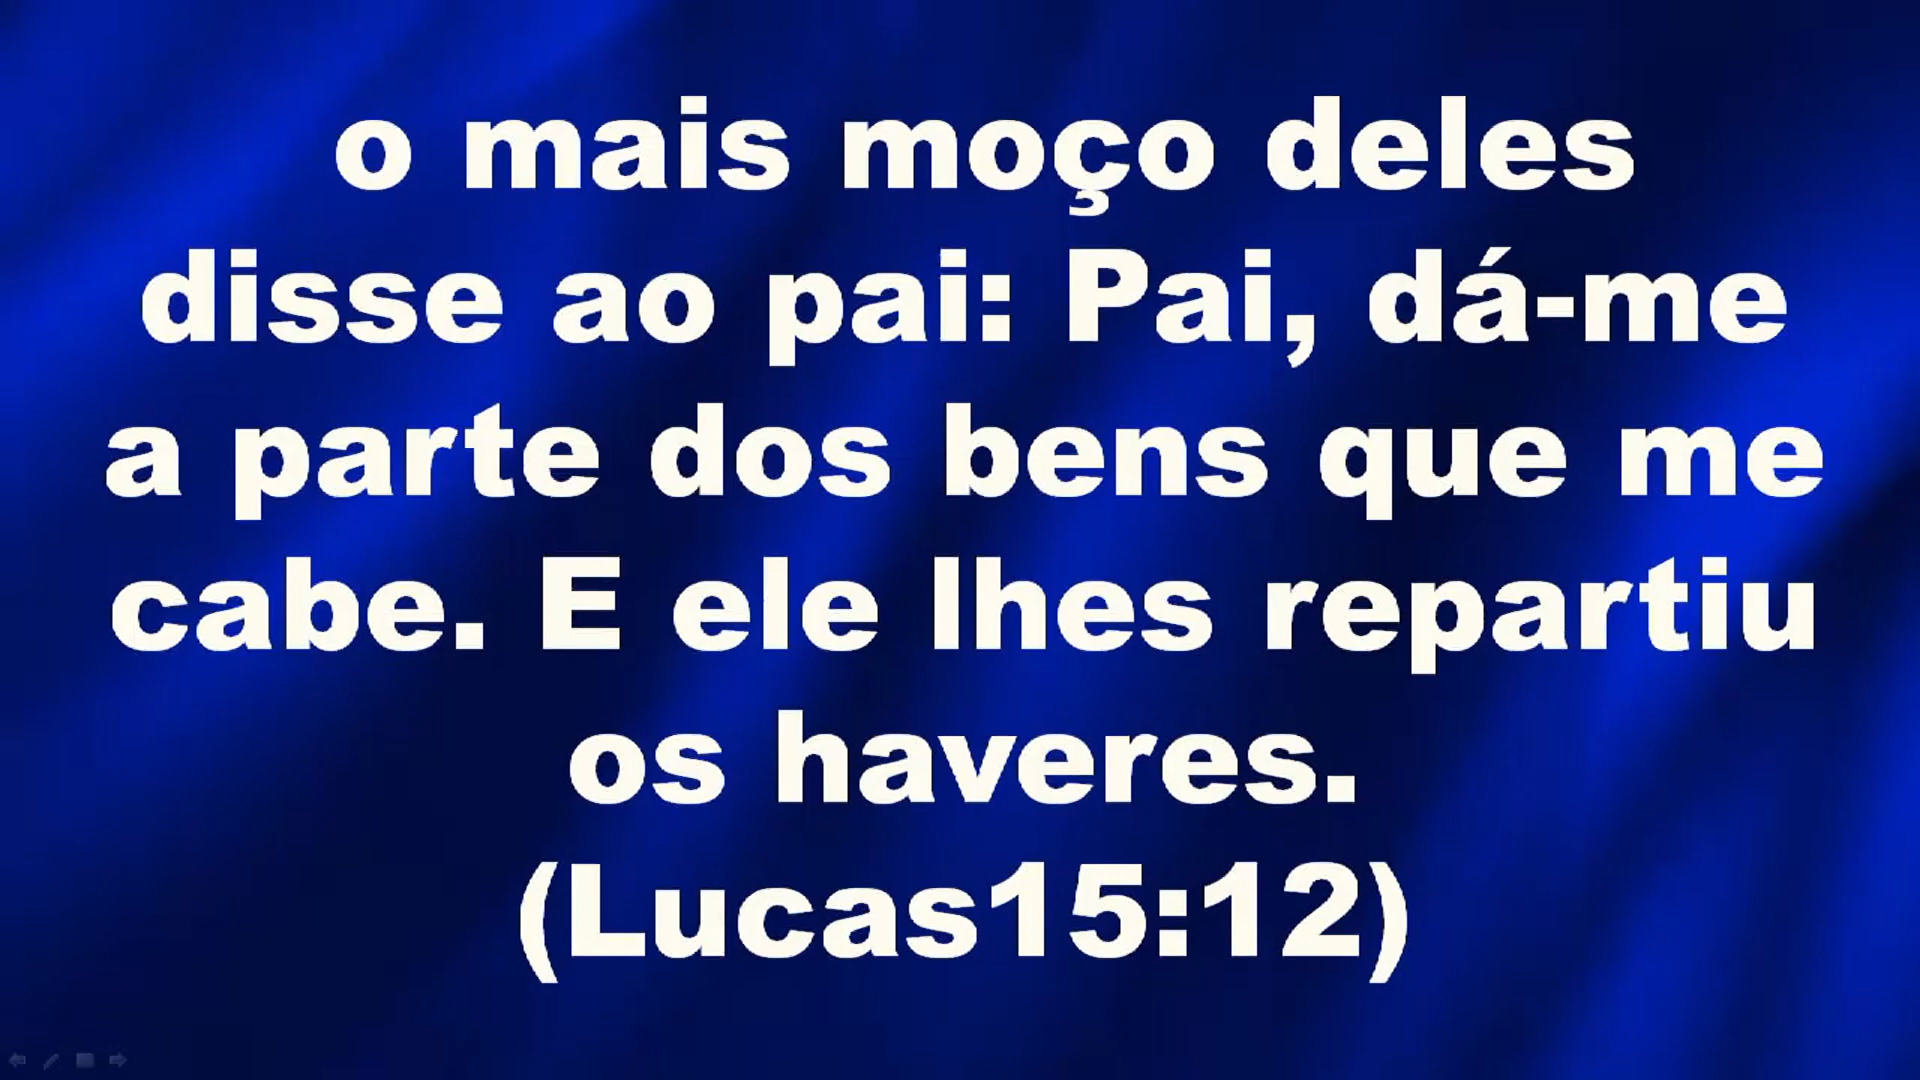 o mais moço deles
disse ao pai: Pai, dá-me
a parte dos bens que me
cabe. E ele lhes repartiu
os haveres.
(Lucas15:12)